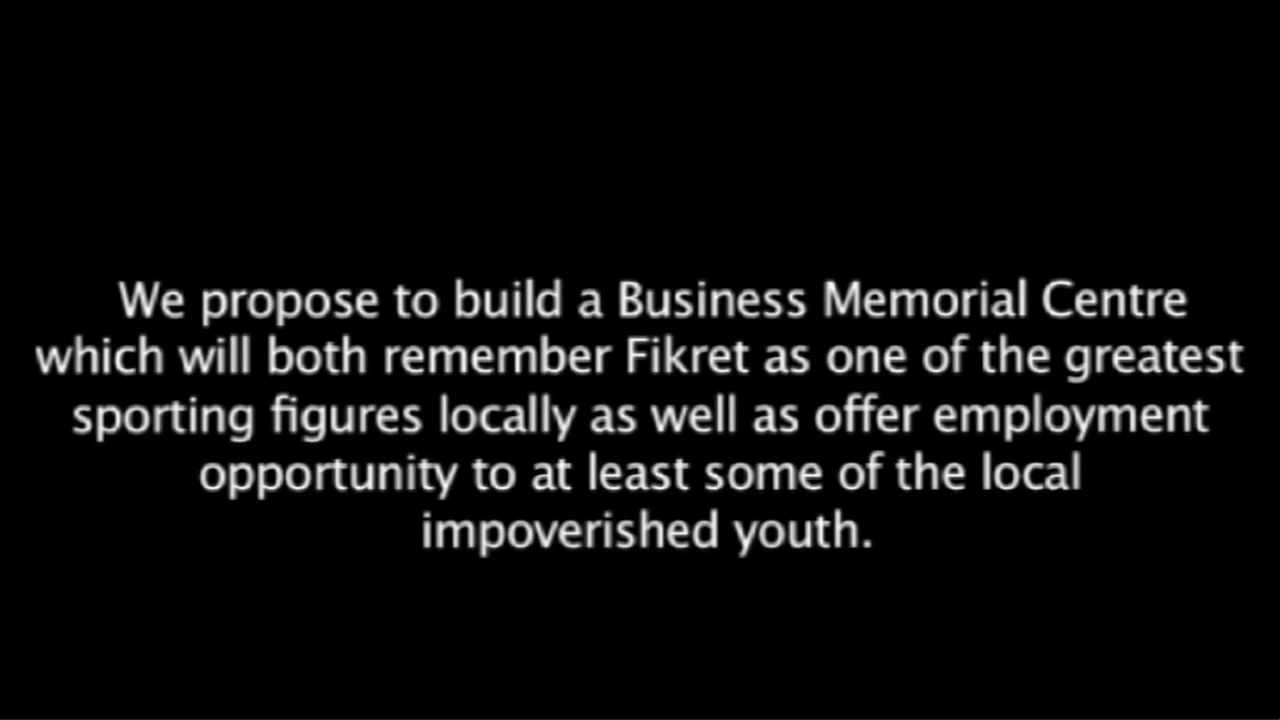 We propose to build a Business Memorial Centre
which will both remember Fikret as one of the greatest
sporting figures locally as well as offer employment
opportunity to at least some of the local
impoverished youth.